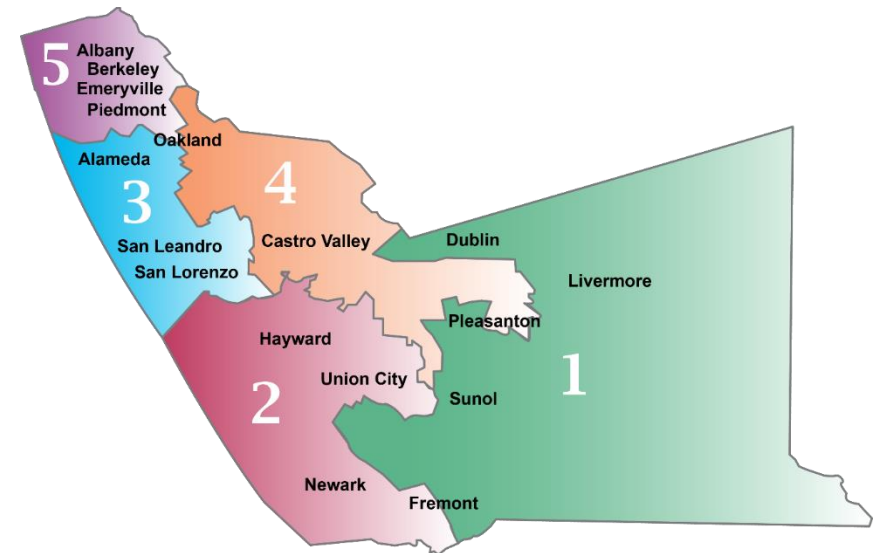 5
Albany
Berkeley
Emeryville
Piedmont
Oakland
Alameda
3
4
San Leandro
San Lorenzo
Castro Valley
Dublin
Livermore
Pleasanton
Hayward
Union City
2
Sunol
1
Newark
Fremont